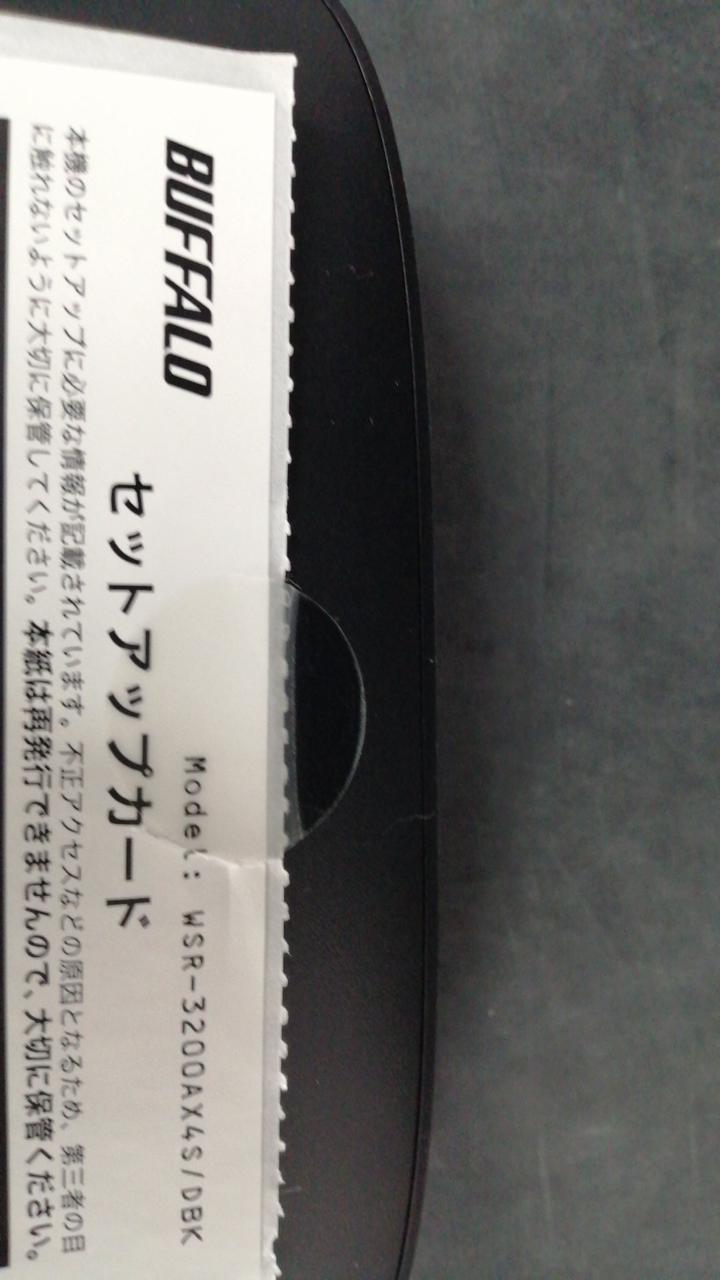 BUFFALO
Model: WSR-3200AX4S/DBK
セットアップカード
本機のセットアップに必要な情報が記載されています。不正アクセスなどの原因となるため、第三者の目
に触れないように大切に保管してください。本紙は再発行できませんので、大切に保管ください。